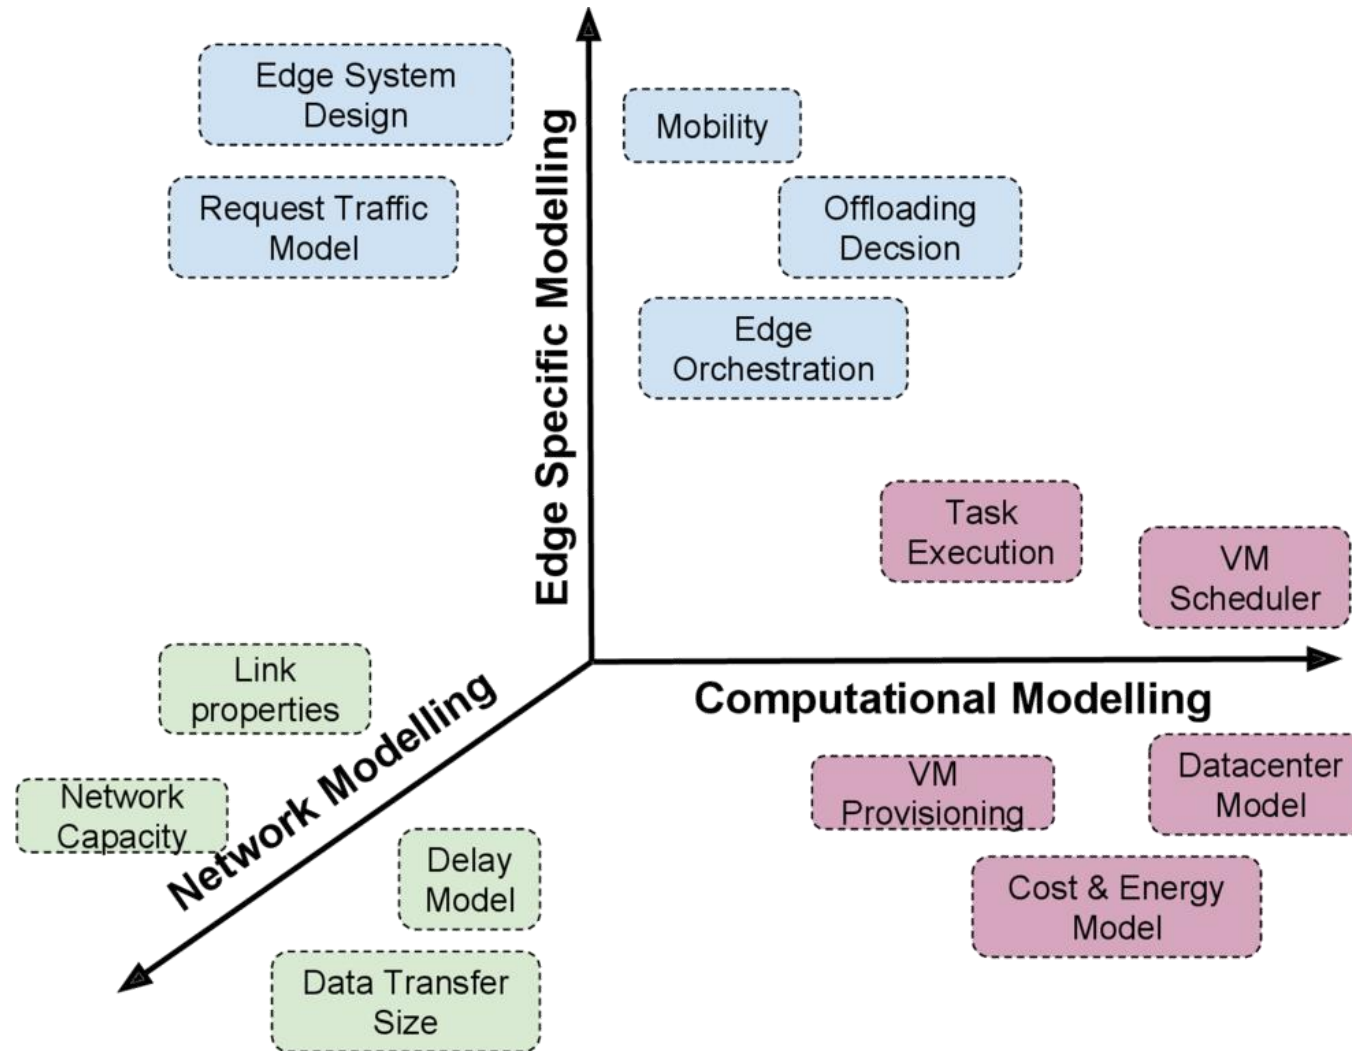 Edge System
Design
Mobility
Request Traffic
Model
Offloading
Decsion
Edge
Orchestration
Edge Specific Modelling
Task
Execution
VM
Scheduler
Computational Modelling
Link
properties
Network Modelling
Network
Capacity
VM
Provisioning
Datacenter
Model
Delay
Model
Cost & Energy
Model
Data Transfer
Size